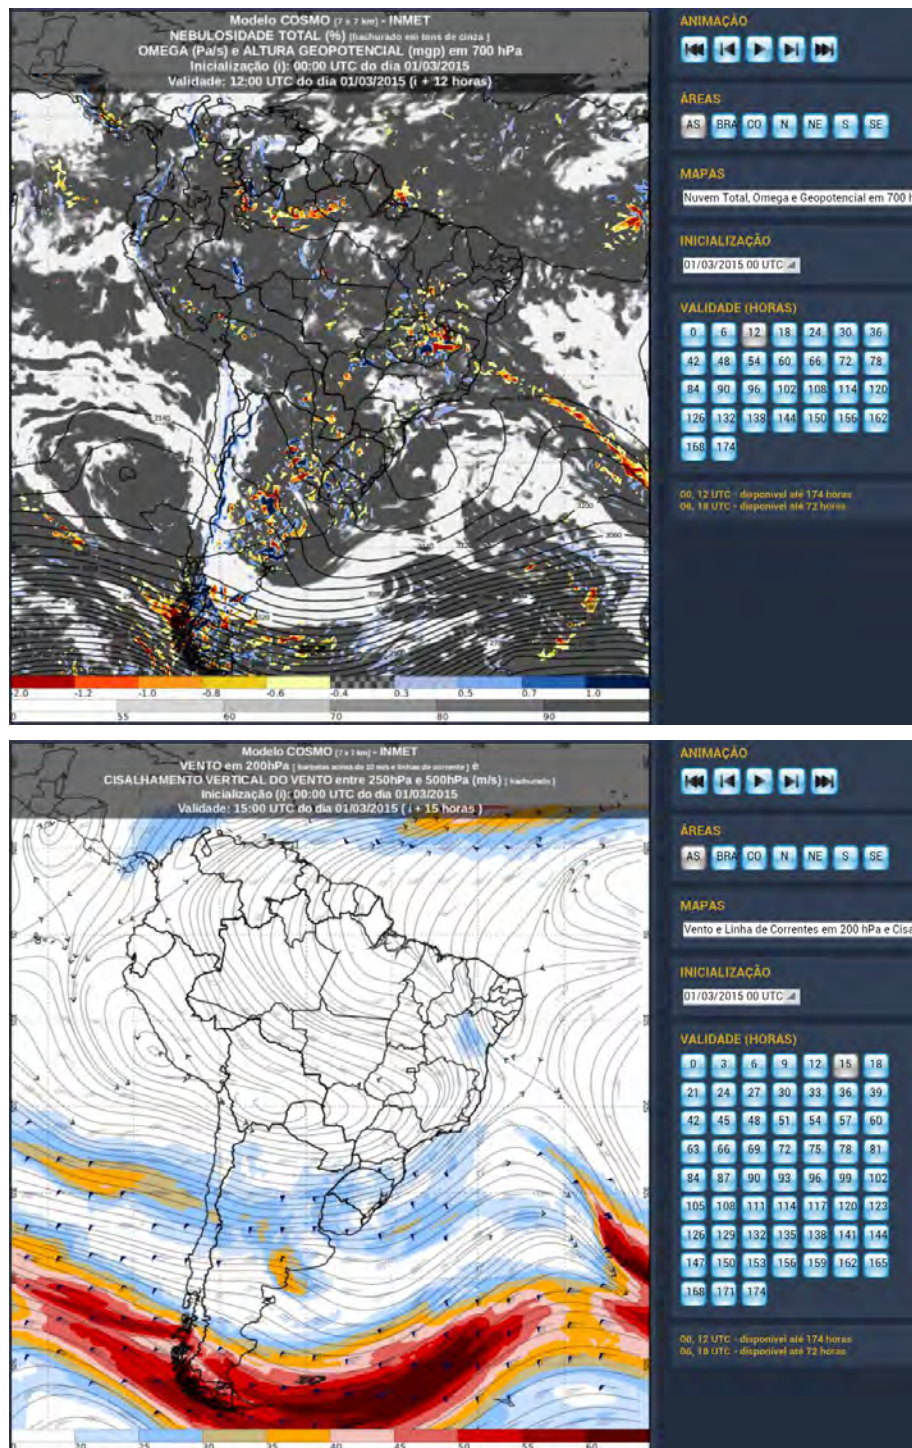 Modelo COSMO [7 x 7 km] - INMET
NEBULOSIDADE TOTAL (%) [hachurado em tons de cinza ]
OMEGA (Pa/s) e ALTURA GEOPOTENCIAL (mgp) em 700 hPa
Inicialização (i): 00:00 UTC do dia 01/03/2015
Validade: 12:00 UTC do dia 01/03/2015 (i + 12 horas)
-2.0 -1.2 -1.0 -0.8 -0.6 -0.4 0.3 0.5 0.7 1.0
0 55 60 70 80 90
ANIMAÇÃO
ÁREAS
AS BRA CO N NE S SE
MAPAS
Nuvem Total, Omega e Geopotencial em 700 h
INICIALIZAÇÃO
01/03/2015 00 UTC
VALIDADE (HORAS)
0 6 12 18 24 30 36
42 48 54 60 66 72 78
84 90 96 102 108 114 120
126 132 138 144 150 156 162
168 174
00, 12 UTC - disponível até 174 horas
06, 18 UTC - disponível até 72 horas
Modelo COSMO [7 x 7 km] - INMET
VENTO em 200hPa [ barbelas acima de 10 m/s e linhas de corrente ] e
CISALHAMENTO VERTICAL DO VENTO entre 250hPa e 500hPa (m/s) [ hachurado ]
Inicialização (i): 00:00 UTC do dia 01/03/2015
Validade: 15:00 UTC do dia 01/03/2015 ( i + 15 horas )
0 20 25 30 35 40 45 50 55 60
ANIMAÇÃO
ÁREAS
AS BRA CO N NE S SE
MAPAS
Vento e Linha de Correntes em 200 hPa e Cisa
INICIALIZAÇÃO
01/03/2015 00 UTC
VALIDADE (HORAS)
0 3 6 9 12 15 18
21 24 27 30 33 36 39
42 45 48 51 54 57 60
63 66 69 72 75 78 81
84 87 90 93 96 99 102
105 108 111 114 117 120 123
126 129 132 135 138 141 144
147 150 153 156 159 162 165
168 171 174
00, 12 UTC - disponível até 174 horas
06, 18 UTC - disponível até 72 horas